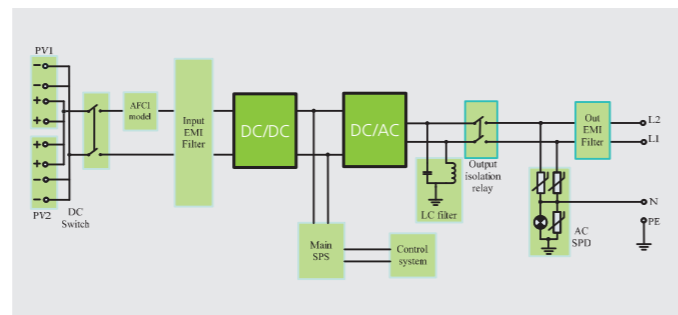 PV1
PV2
DC
Switch
AFCI
model
Input
EMI
Filter
DC/DC
DC/AC
LC filter
Output
isolation
relay
Out
EMI
Filter
L2
L1
N
PE
AC
SPD
Main
SPS
Control
system